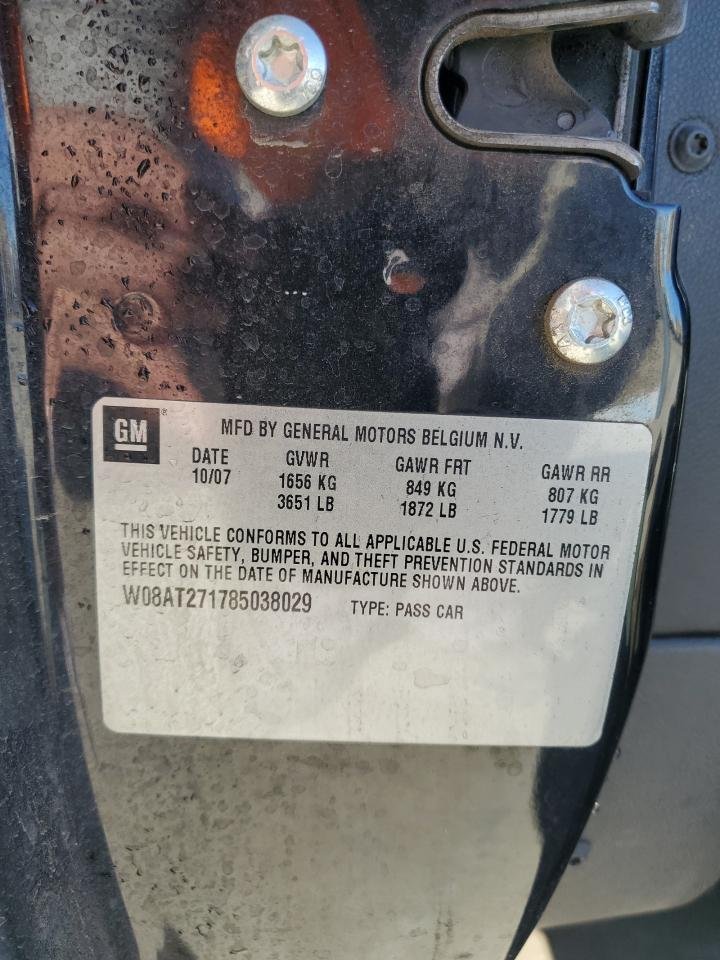 GM ®
MFD BY GENERAL MOTORS BELGIUM N.V.
DATE GVWR GAWR FRT GAWR RR
10/07 1656 KG 849 KG 807 KG
3651 LB 1872 LB 1779 LB
THIS VEHICLE CONFORMS TO ALL APPLICABLE U.S. FEDERAL MOTOR
VEHICLE SAFETY, BUMPER, AND THEFT PREVENTION STANDARDS IN
EFFECT ON THE DATE OF MANUFACTURE SHOWN ABOVE.
W08AT271785038029 TYPE: PASS CAR